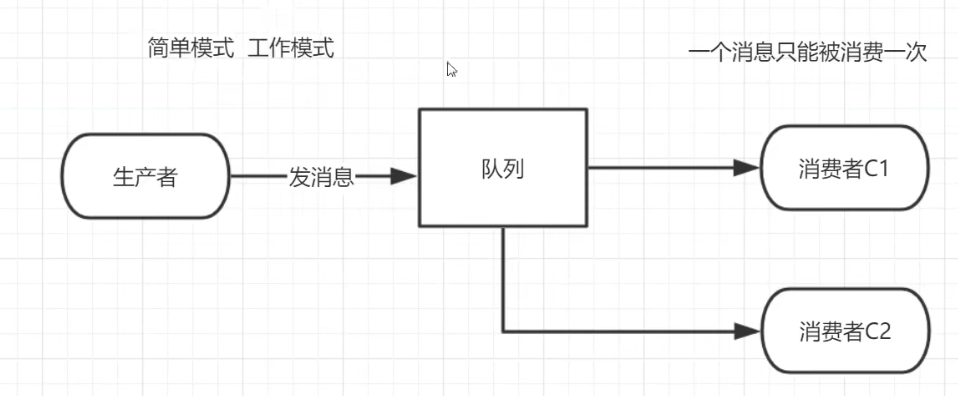 简单模式 工作模式
一个消息只能被消费一次
生产者
发消息
队列
消费者C1
消费者C2